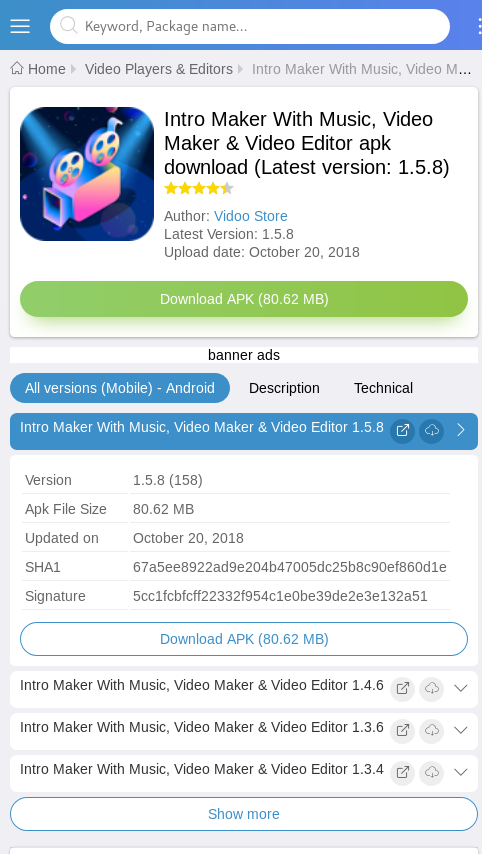 Keyword, Package name...
Home Video Players & Editors Intro Maker With Music, Video M...
Intro Maker With Music, Video
Maker & Video Editor apk
download (Latest version: 1.5.8)
Author: Vidoo Store
Latest Version: 1.5.8
Upload date: October 20, 2018
Download APK (80.62 MB)
banner ads
All versions (Mobile) - Android Description Technical
Intro Maker With Music, Video Maker & Video Editor 1.5.8
Version 1.5.8 (158)
Apk File Size 80.62 MB
Updated on October 20, 2018
SHA1 67a5ee8922ad9e204b47005dc25b8c90ef860d1e
Signature 5cc1fcbfcff22332f954c1e0be39de2e3e132a51
Download APK (80.62 MB)
Intro Maker With Music, Video Maker & Video Editor 1.4.6
Intro Maker With Music, Video Maker & Video Editor 1.3.6
Intro Maker With Music, Video Maker & Video Editor 1.3.4
Show more